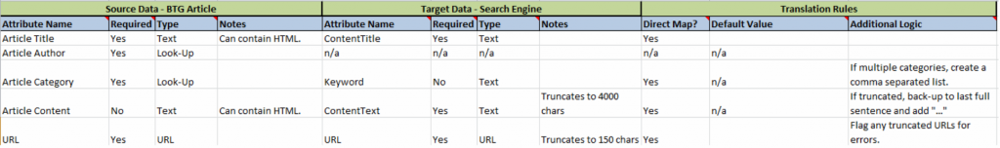 Source Data - BTG Article Target Data - Search Engine Translation Rules
Attribute Name Required Type Notes Attribute Name Required Type Notes Direct Map? Default Value Additional Logic
Article Title Yes Text Can contain HTML. ContentTitle Yes Text Yes
Article Author Yes Look-Up n/a n/a n/a n/a n/a
Article Category Yes Look-Up Keyword No Text Yes n/a If multiple categories, create a
comma separated list.
Article Content No Text Can contain HTML. ContentText Yes Text Truncates to 4000
chars Yes n/a If truncated, back-up to last full
sentence and add "…"
URL Yes URL URL Yes URL Truncates to 150 chars Yes Flag any truncated URLs for
errors.